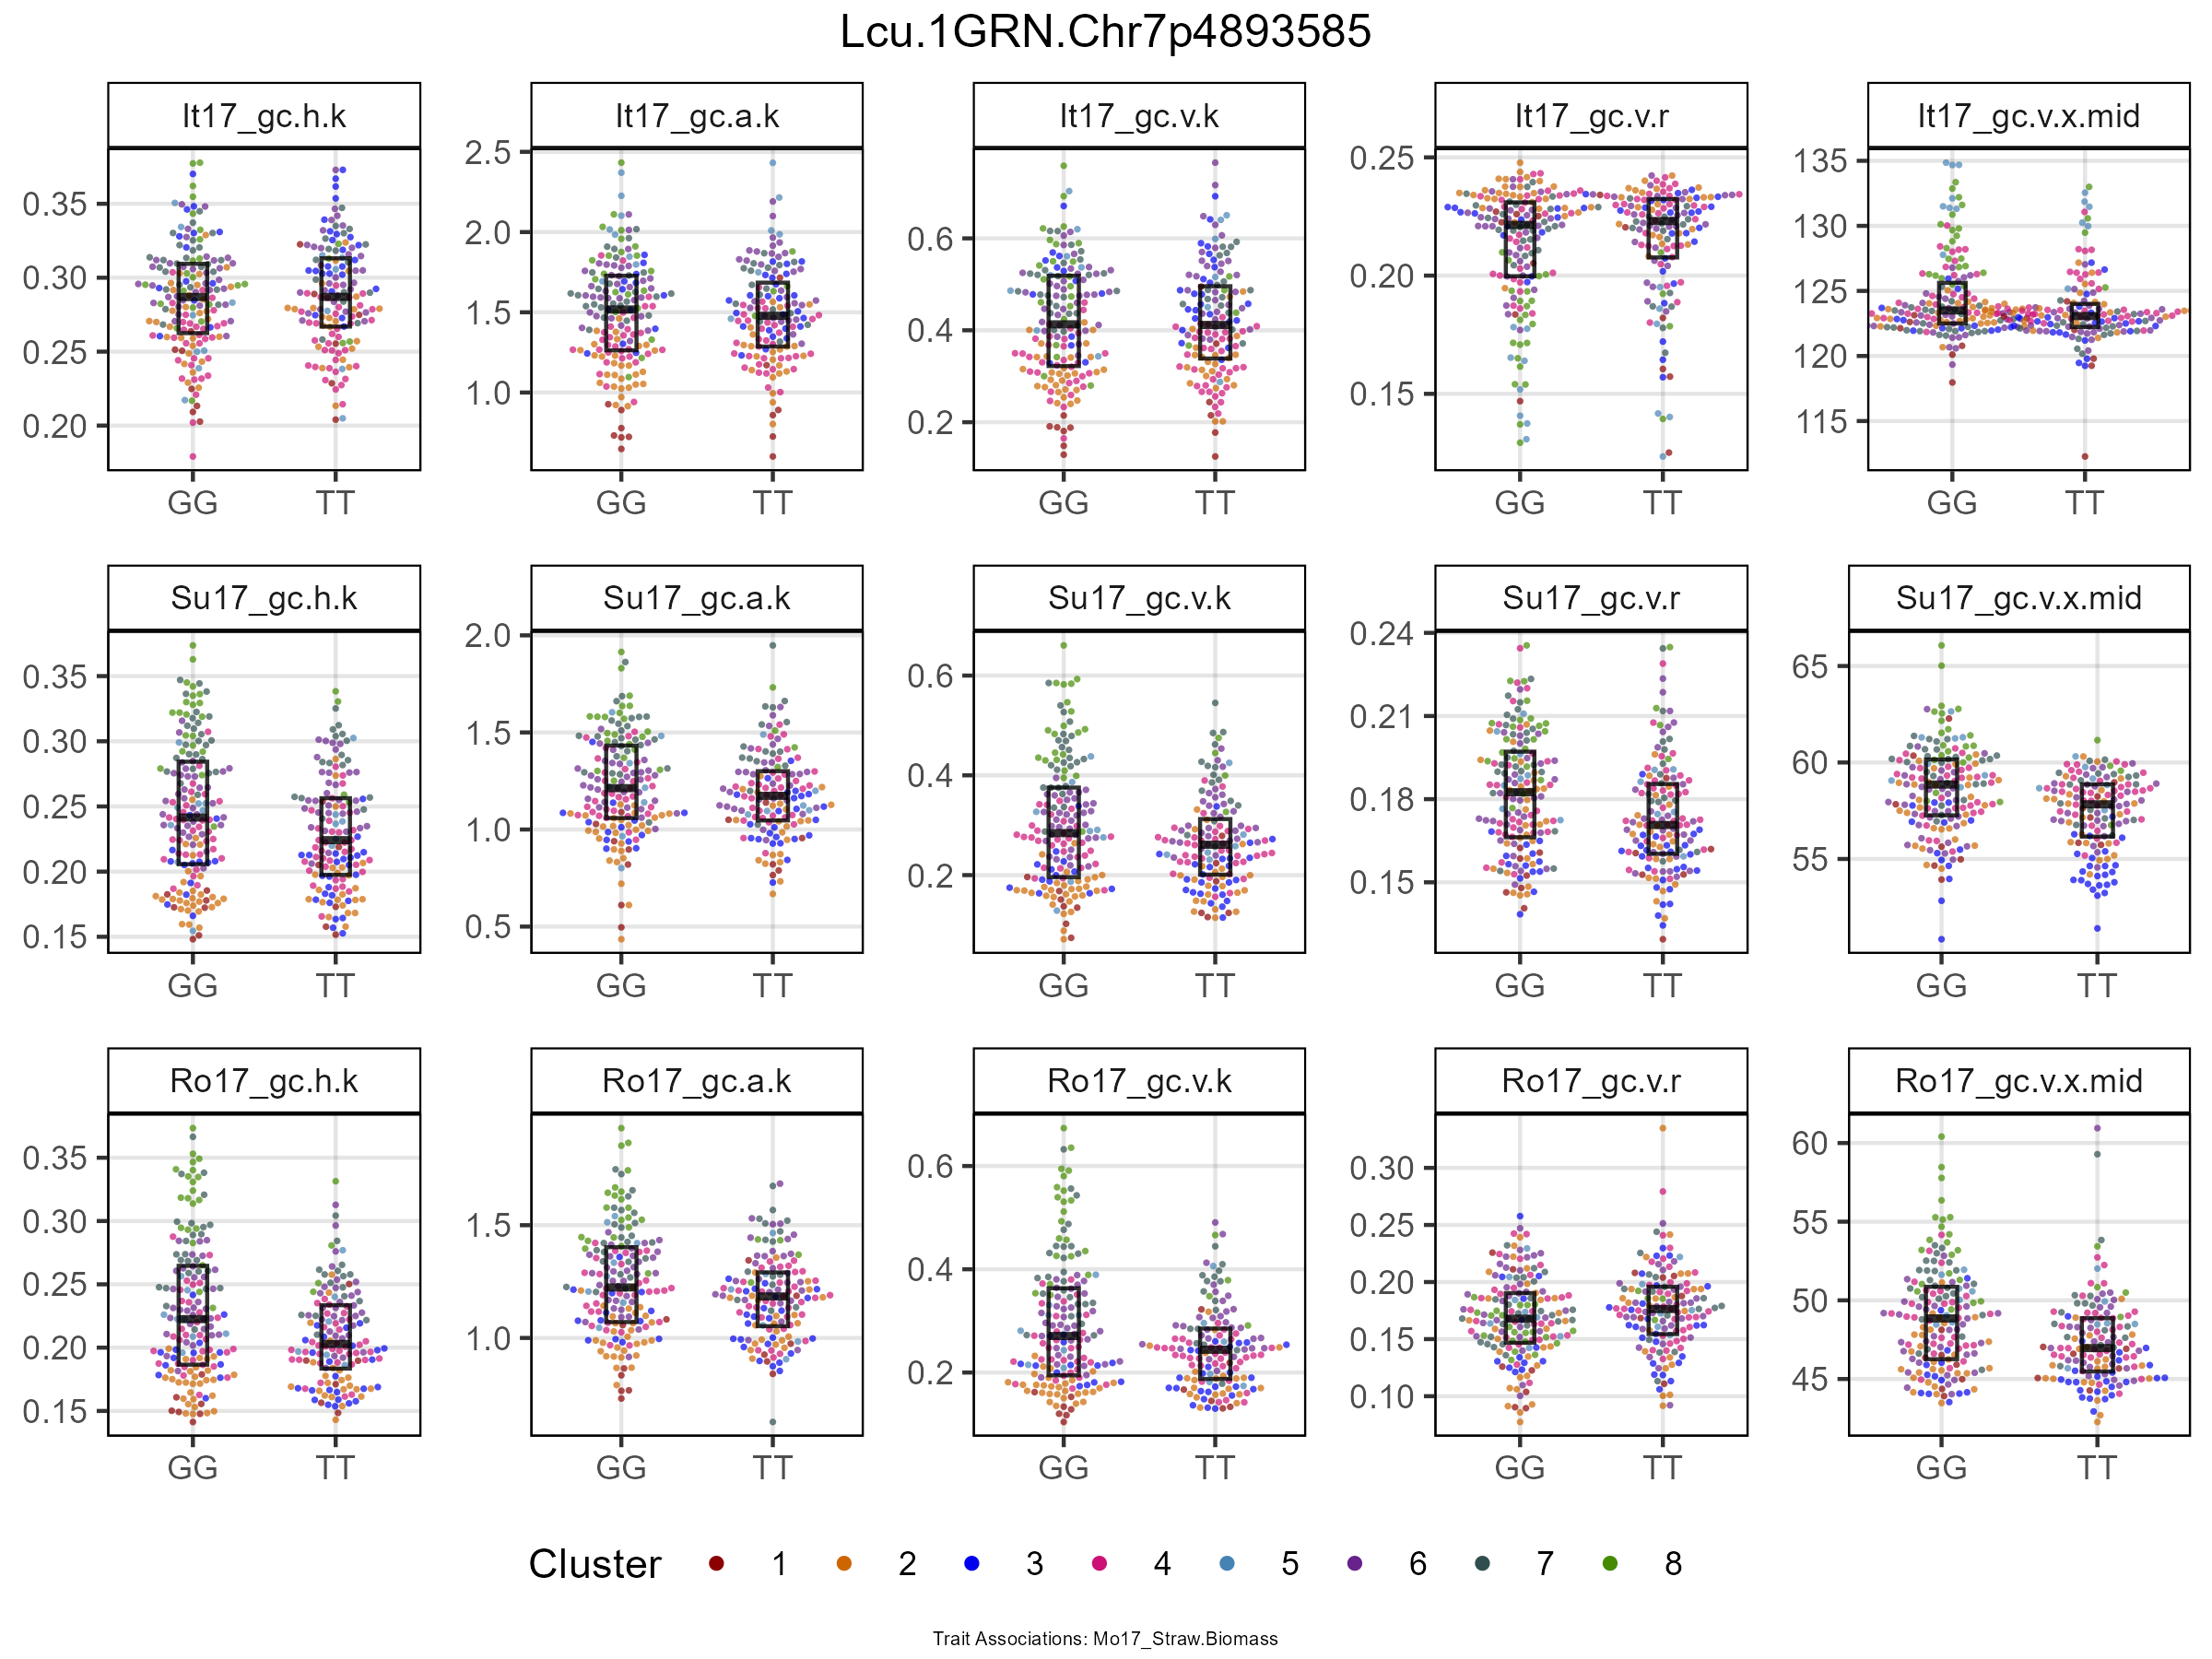 Lcu.1GRN.Chr7p4893585
It17_gc.h.k
It17_gc.a.k
It17_gc.v.k
It17_gc.v.r
It17_gc.v.x.mid
0.35
0.30
0.25
0.20
2.5
2.0
1.5
1.0
0.6
0.4
0.2
0.25
0.20
0.15
135
130
125
120
115
GG TT
GG TT
GG TT
GG TT
GG TT
Su17_gc.h.k
Su17_gc.a.k
Su17_gc.v.k
Su17_gc.v.r
Su17_gc.v.x.mid
0.35
0.30
0.25
0.20
0.15
2.0
1.5
1.0
0.5
0.6
0.4
0.2
0.24
0.21
0.18
0.15
65
60
55
GG TT
GG TT
GG TT
GG TT
GG TT
Ro17_gc.h.k
Ro17_gc.a.k
Ro17_gc.v.k
Ro17_gc.v.r
Ro17_gc.v.x.mid
0.35
0.30
0.25
0.20
0.15
1.5
1.0
0.6
0.4
0.2
0.30
0.25
0.20
0.15
0.10
60
55
50
45
GG TT
GG TT
GG TT
GG TT
GG TT
Cluster 1 2 3 4 5 6 7 8
Trait Associations: Mo17_Straw.Biomass